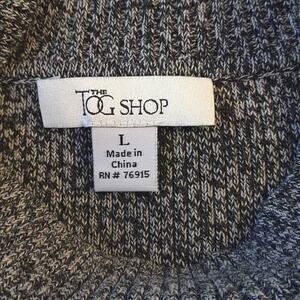 THE
TOG SHOP
L
Made in
China
RN # 76915